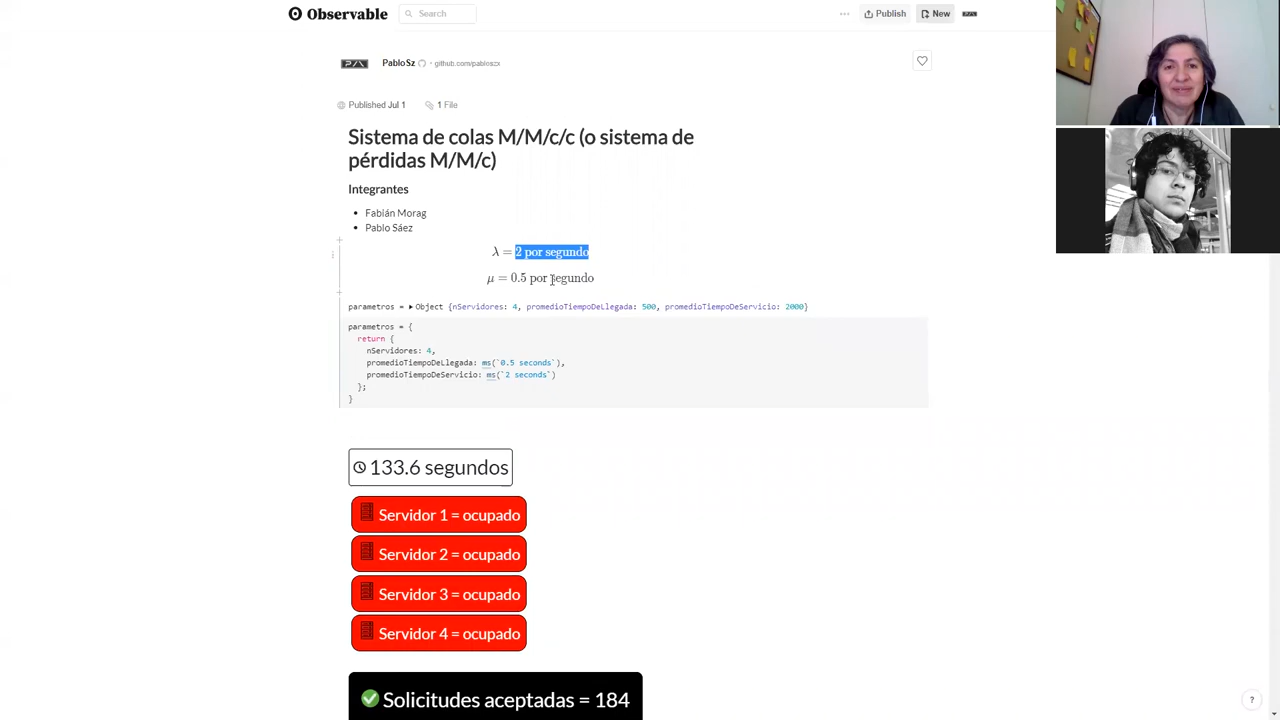 Observable
Search
Publish
New
PabloSz
github.com/pabloszx
Published Jul 1
1 File
Sistema de colas M/M/c/c (o sistema de
pérdidas M/M/c)
Integrantes
Fabián Morag
Pablo Sáez
λ = 2 por segundo
μ = 0.5 por segundo
parametros = ▸ Object {nServidores: 4, promedioTiempoDeLlegada: 500, promedioTiempoDeServicio: 2000}
parametros = {
return {
nServidores: 4,
promedioTiempoDeLlegada: ms(`0.5 seconds`),
promedioTiempoDeServicio: ms(`2 seconds`)
};
}
133.6 segundos
Servidor 1 = ocupado
Servidor 2 = ocupado
Servidor 3 = ocupado
Servidor 4 = ocupado
Solicitudes aceptadas = 184
?